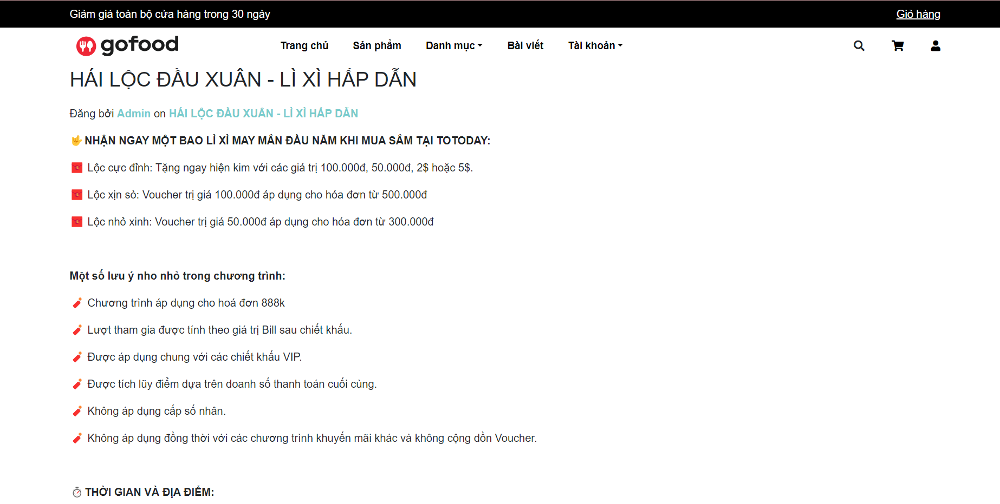 Giảm giá toàn bộ cửa hàng trong 30 ngày
Giỏ hàng
gofood
Trang chủ
Sản phẩm
Danh mục
Bài viết
Tài khoản
HÁI LỘC ĐẦU XUÂN - LÌ XÌ HẤP DẪN
Đăng bởi Admin on HÁI LỘC ĐẦU XUÂN - LÌ XÌ HẤP DẪN
NHẬN NGAY MỘT BAO LÌ XÌ MAY MẮN ĐẦU NĂM KHI MUA SẮM TẠI TOTODAY:
Lộc cực đỉnh: Tặng ngay hiện kim với các giá trị 100.000đ, 50.000đ, 2$ hoặc 5$.
Lộc xịn sò: Voucher trị giá 100.000đ áp dụng cho hóa đơn từ 500.000đ
Lộc nhỏ xinh: Voucher trị giá 50.000đ áp dụng cho hóa đơn từ 300.000đ
Một số lưu ý nho nhỏ trong chương trình:
Chương trình áp dụng cho hoá đơn 888k
Lượt tham gia được tính theo giá trị Bill sau chiết khấu.
Được áp dụng chung với các chiết khấu VIP.
Được tích lũy điểm dựa trên doanh số thanh toán cuối cùng.
Không áp dụng cấp số nhân.
Không áp dụng đồng thời với các chương trình khuyến mãi khác và không cộng dồn Voucher.
THỜI GIAN VÀ ĐỊA ĐIỂM: